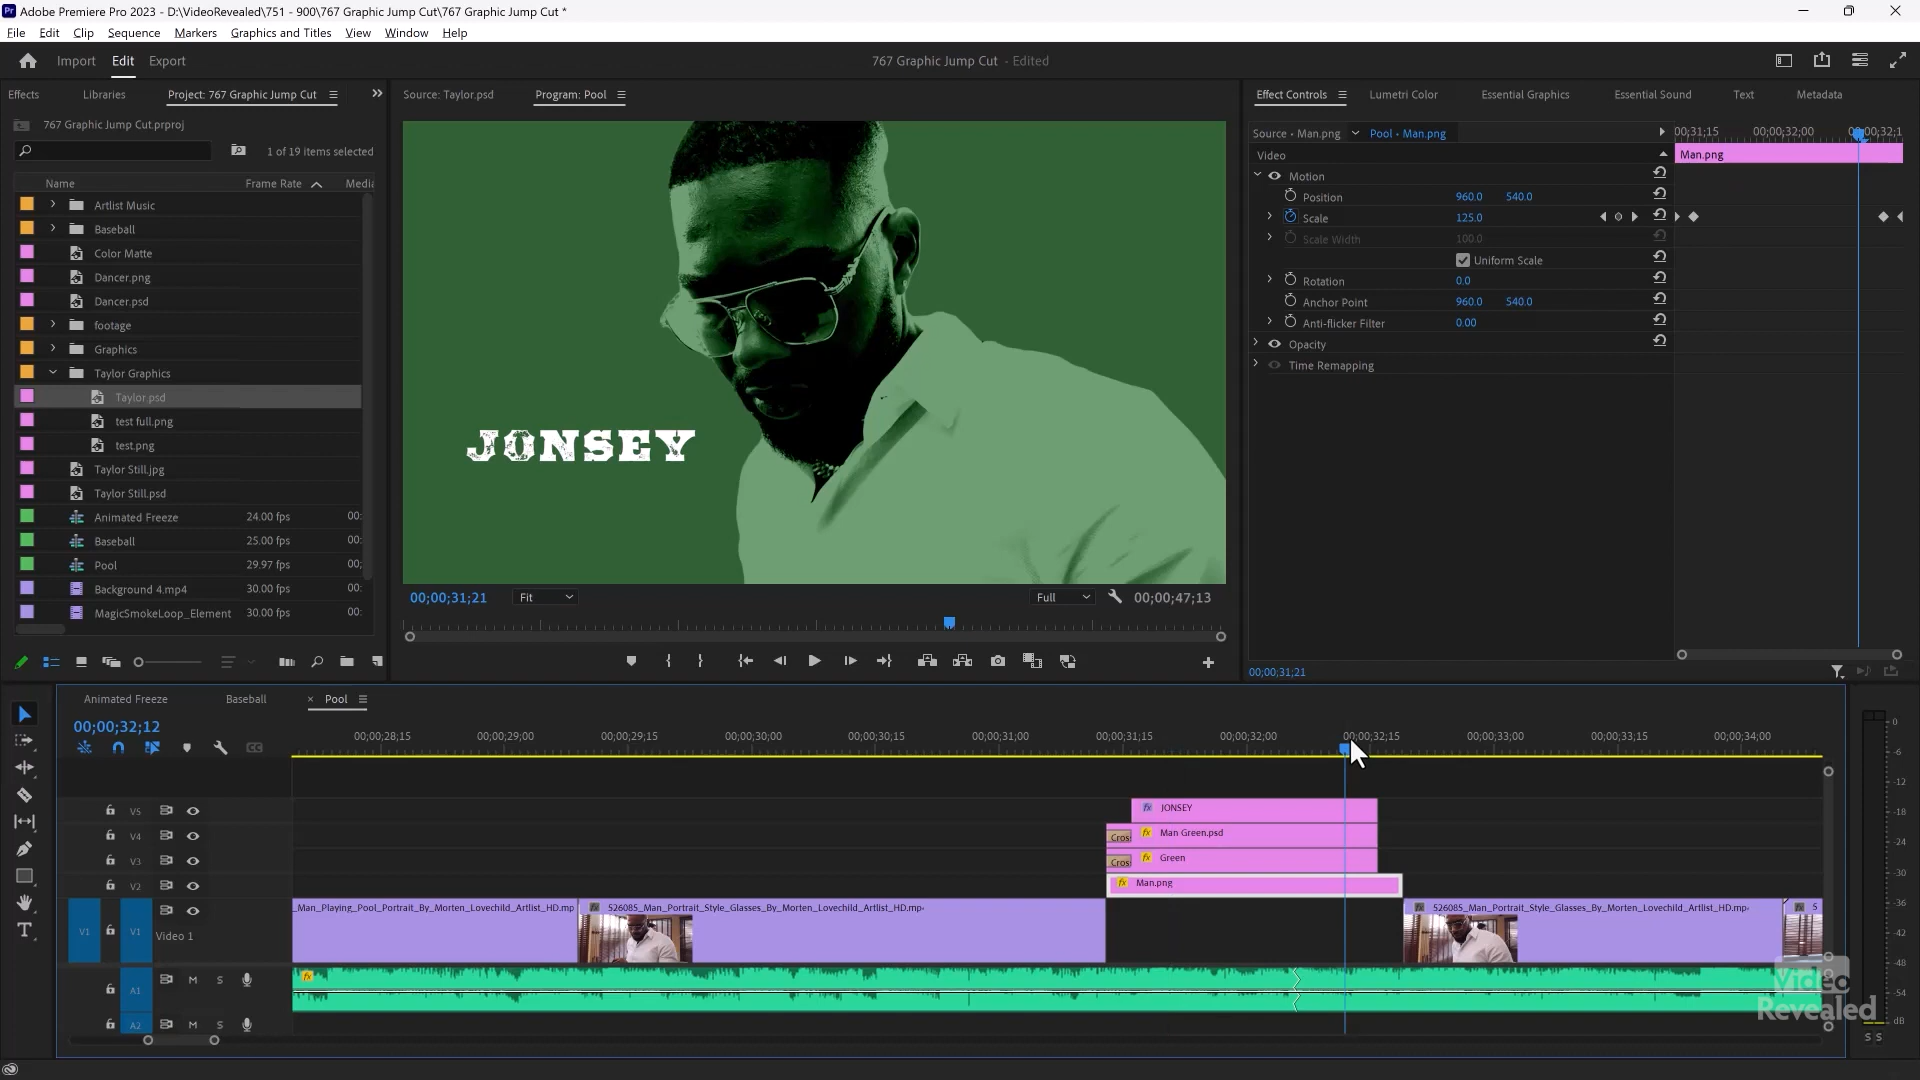 Adobe Premiere Pro 2023 - D:\VideoRevealed\751 - 900\767 Graphic Jump Cut\767 Graphic Jump Cut *
File Edit Clip Sequence Markers Graphics and Titles View Window Help
Import Edit Export
767 Graphic Jump Cut - Edited
Effects Libraries Project: 767 Graphic Jump Cut
767 Graphic Jump Cut.prproj
1 of 19 items selected
Name Frame Rate Media
Artlist Music
Baseball
Color Matte
Dancer.png
Dancer.psd
footage
Graphics
Taylor Graphics
Taylor.psd
test full.png
test.png
Taylor Still.jpg
Taylor Still.psd
Animated Freeze 24.00 fps 00:
Baseball 25.00 fps 00:
Pool 29.97 fps 00;
Background 4.mp4 30.00 fps 00:
MagicSmokeLoop_Element 30.00 fps 00:
Source: Taylor.psd Program: Pool
JONSEY
00;00;31;21 Fit Full 00;00;47;13
Effect Controls Lumetri Color Essential Graphics Essential Sound Text Metadata
Source • Man.png Pool • Man.png
00;31;15 00;00;32;00 00;00;32;1
Video
Man.png
Motion
Position 960.0 540.0
Scale 125.0
Scale Width 100.0
Uniform Scale
Rotation 0.0
Anchor Point 960.0 540.0
Anti-flicker Filter 0.00
Opacity
Time Remapping
00;00;31;21
Animated Freeze Baseball × Pool
00;00;32;12
00;00;28;15 00;00;29;00 00;00;29;15 00;00;30;00 00;00;30;15 00;00;31;00 00;00;31;15 00;00;32;00 00;00;32;15 00;00;33;00 00;00;33;15 00;00;34;00
V5 fx JONSEY
V4 Cros fx Man Green.psd
V3 Cros fx Green
V2 fx Man.png
_Man_Playing_Pool_Portrait_By_Morten_Lovechild_Artlist_HD.mp fx 526085_Man_Portrait_Style_Glasses_By_Morten_Lovechild_Artlist_HD.mp- fx 526085_Man_Portrait_Style_Glasses_By_Morten_Lovechild_Artlist_HD.mp- fx 5
V1 V1 Video 1
A1 M S fx
A2 M S
0
-6
-12
-18
-24
-30
-36
-42
-48
-54
dB
S S
Video
Revealed